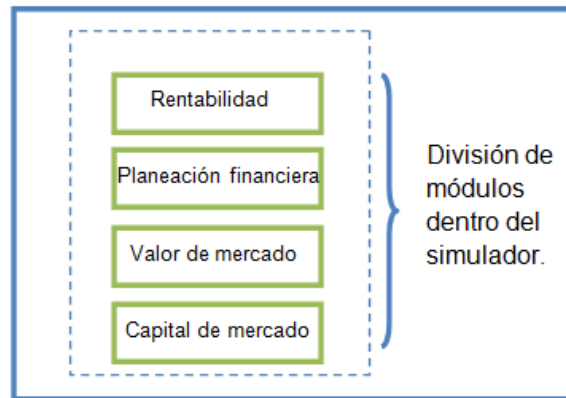 Rentabilidad
Planeación financiera
Valor de mercado
Capital de mercado
División de
módulos
dentro del
simulador.